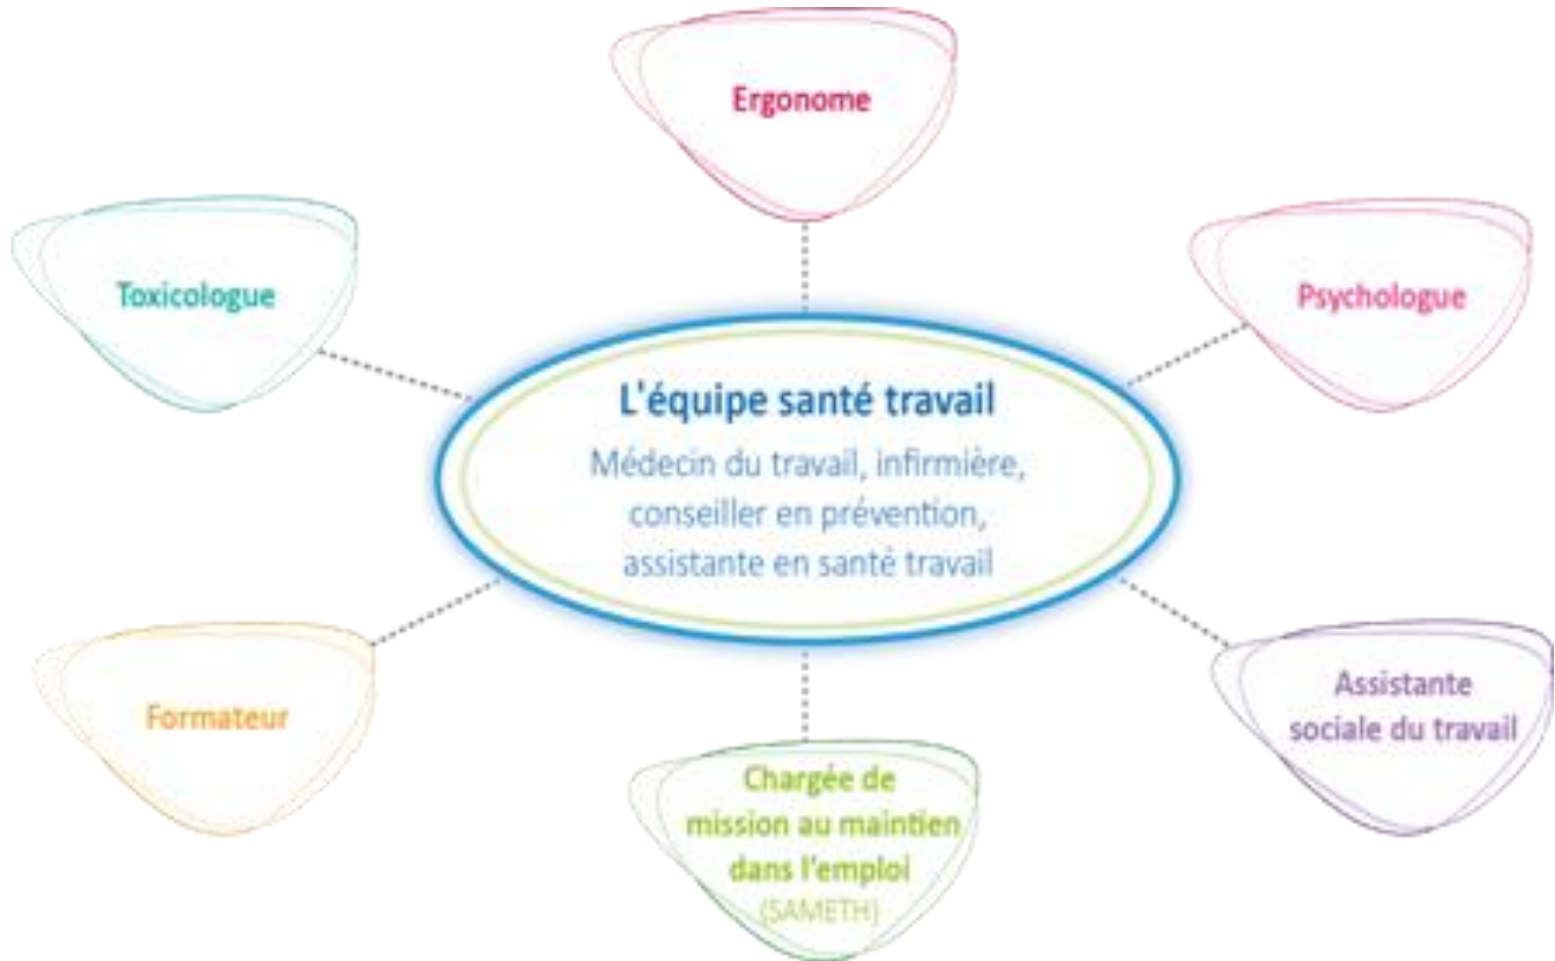 Ergonome
Toxicologue
Psychologue
L'équipe santé travail
Médecin du travail, infirmière,
conseiller en prévention,
assistante en santé travail
Formateur
Assistante
sociale du travail
Chargée de
mission au maintien
dans l'emploi
(SAMETH)